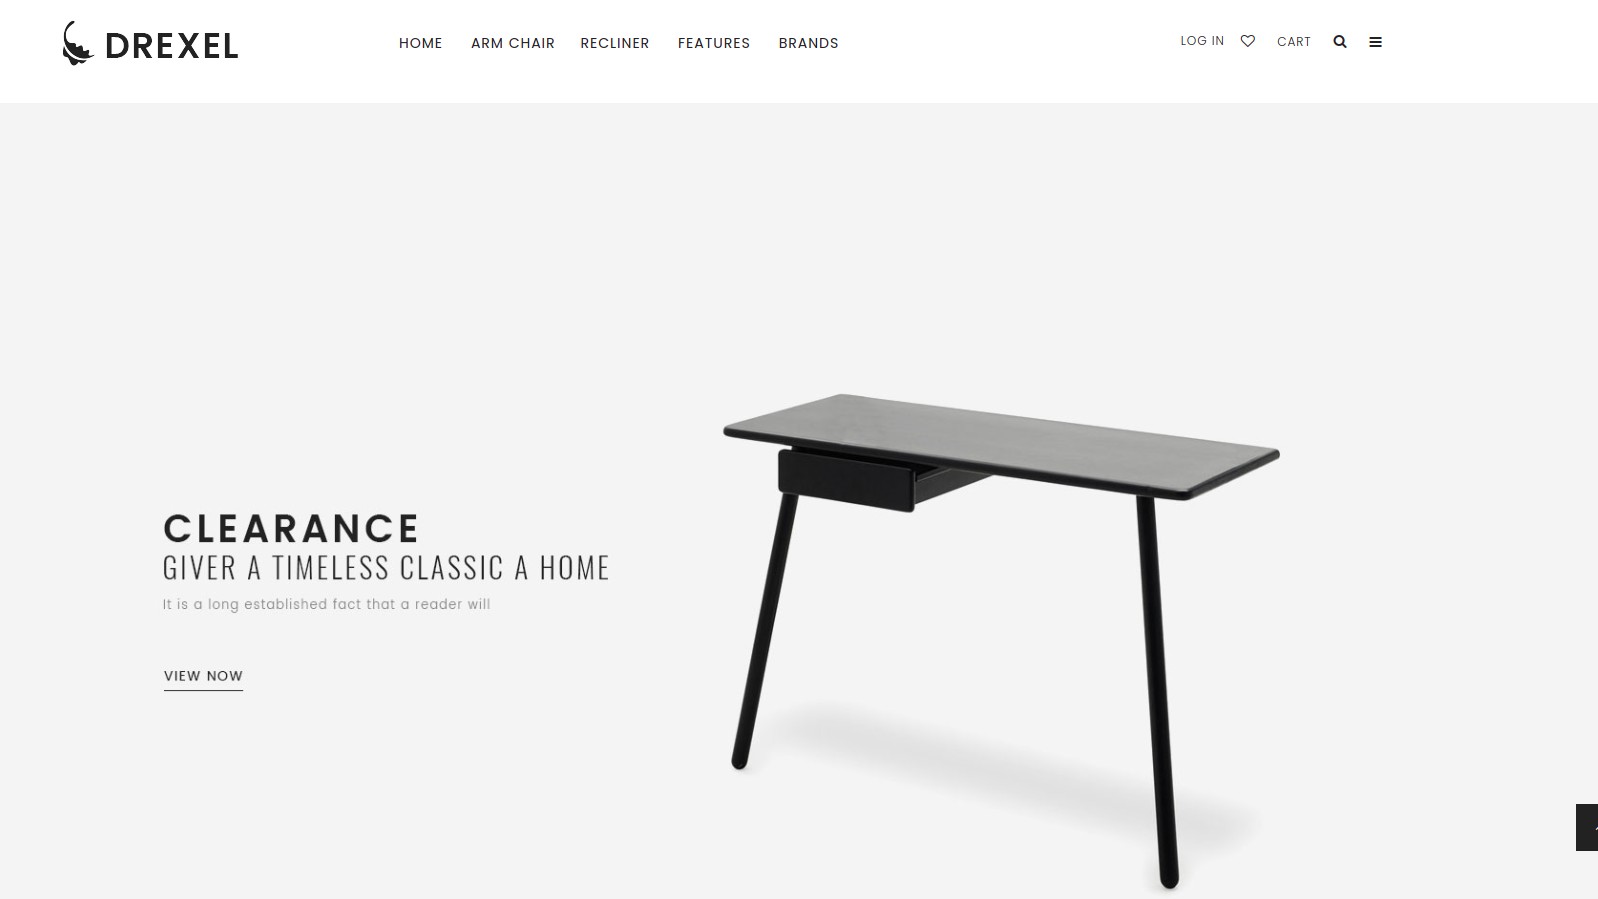 DREXEL
HOME ARM CHAIR RECLINER FEATURES BRANDS
LOG IN CART
CLEARANCE
GIVER A TIMELESS CLASSIC A HOME
It is a long established fact that a reader will
VIEW NOW